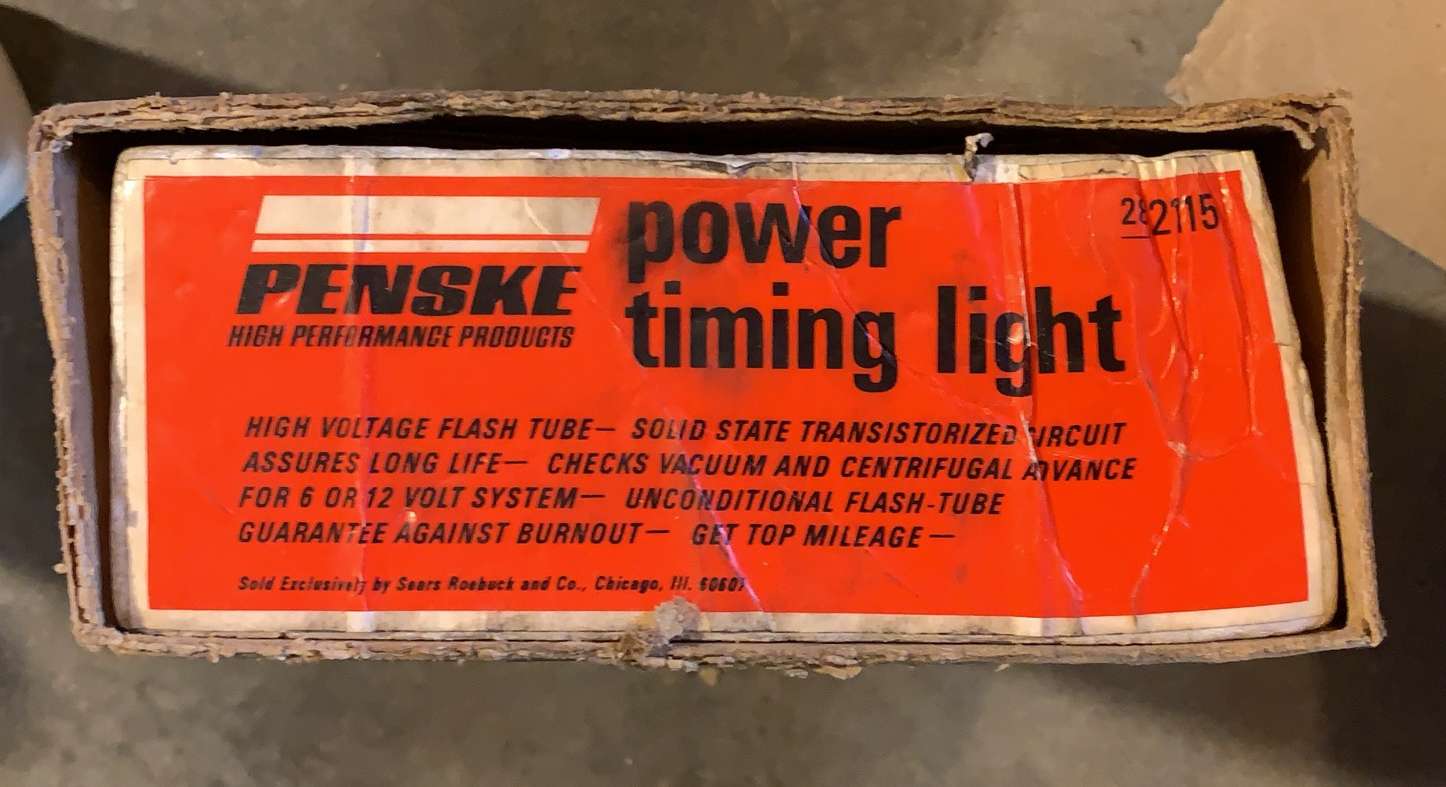 PENSKE
HIGH PERFORMANCE PRODUCTS
power
timing light
282115
HIGH VOLTAGE FLASH TUBE— SOLID STATE TRANSISTORIZED CIRCUIT
ASSURES LONG LIFE— CHECKS VACUUM AND CENTRIFUGAL ADVANCE
FOR 6 OR 12 VOLT SYSTEM— UNCONDITIONAL FLASH-TUBE
GUARANTEE AGAINST BURNOUT— GET TOP MILEAGE—
Sold Exclusively by Sears Roebuck and Co., Chicago, Ill. 60607